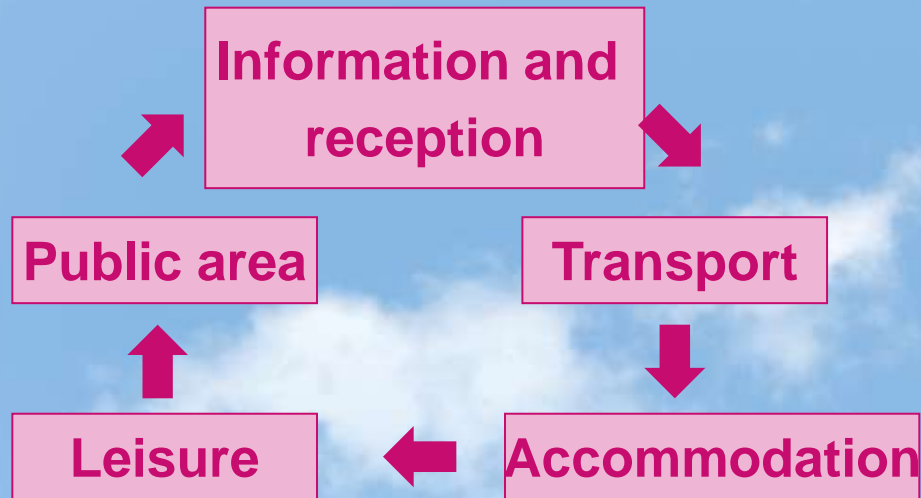 Information and
reception
Public area
Transport
Leisure
Accommodation